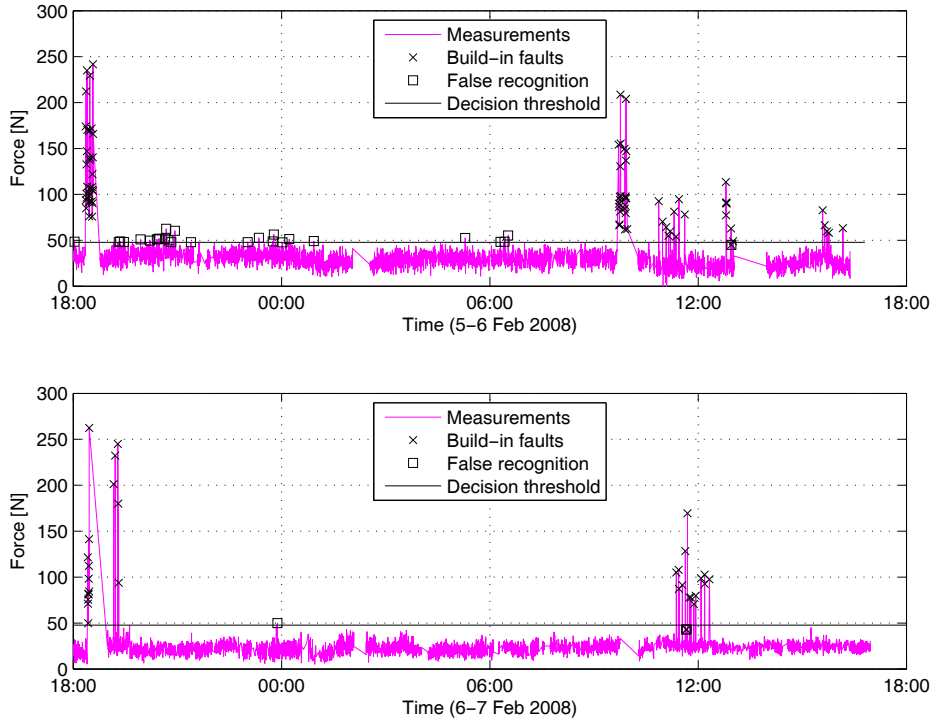 300
250
200
150
100
50
0
Force [N]
Measurements
Build-in faults
False recognition
Decision threshold
18:00
00:00
06:00
12:00
18:00
Time (5-6 Feb 2008)
300
250
200
150
100
50
0
Force [N]
Measurements
Build-in faults
False recognition
Decision threshold
18:00
00:00
06:00
12:00
18:00
Time (6-7 Feb 2008)